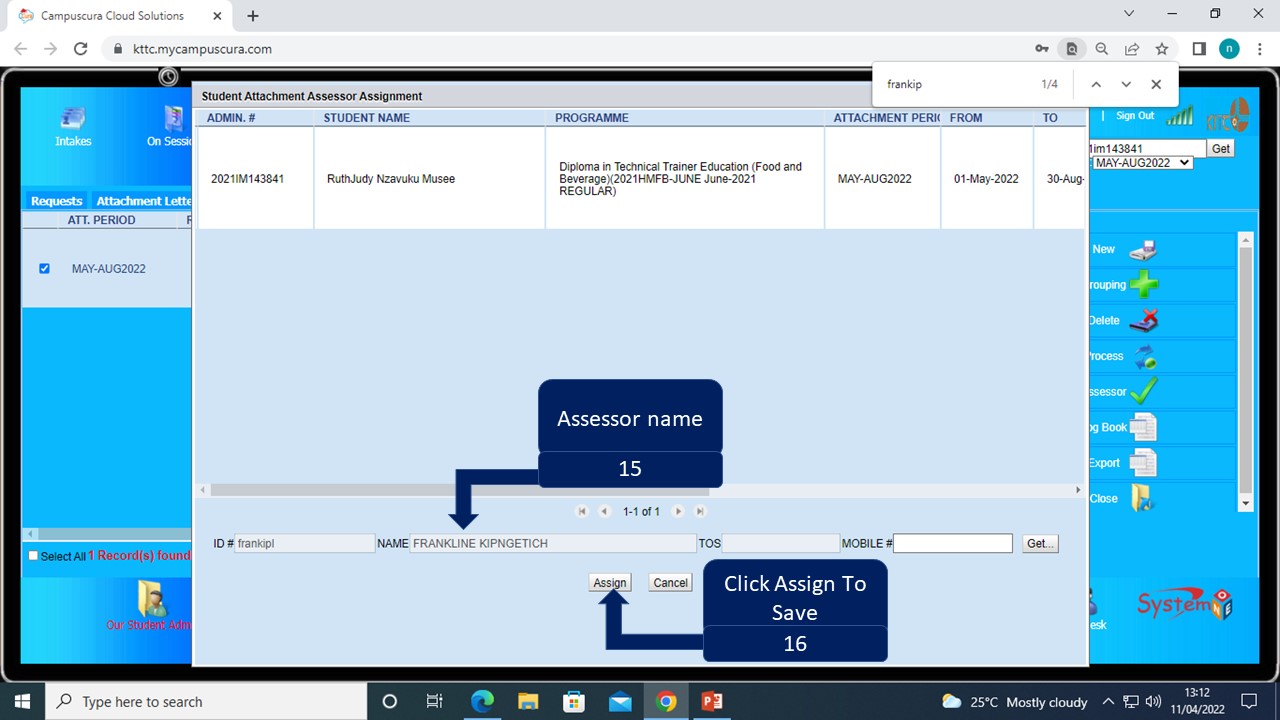 Campuscura Cloud Solutions
kttc.mycampuscura.com
frankip 1/4
n
Intakes
On Sessi
Sign Out
1im143841 Get
MAY-AUG2022
Requests Attachment Lette
ATT. PERIOD
MAY-AUG2022
Student Attachment Assessor Assignment
ADMIN. # STUDENT NAME PROGRAMME ATTACHMENT PERI FROM TO
2021IM143841 RuthJudy Nzavuku Musee Diploma in Technical Trainer Education (Food and
Beverage)(2021HMFB-JUNE June-2021
REGULAR) MAY-AUG2022 01-May-2022 30-Aug-
New
rouping
Delete
rocess
ssessor
og Book
Export
Close
Assessor name
15
1-1 of 1
ID # frankipl NAME FRANKLINE KIPNGETICH TOS MOBILE # Get...
Select All 1 Record(s) found
Assign Cancel
Click Assign To
Save
16
Our Student Adm
esk
System NE
Type here to search
25°C Mostly cloudy
13:12
11/04/2022